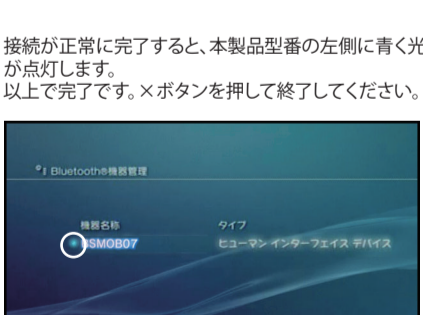 接続が正常に完了すると、本製品型番の左側に青く光
が点灯します。
以上で完了です。×ボタンを押して終了してください。
Bluetooth®機器管理
機器名称 タイプ
BSMOB07 ヒューマン インターフェイス デバイス